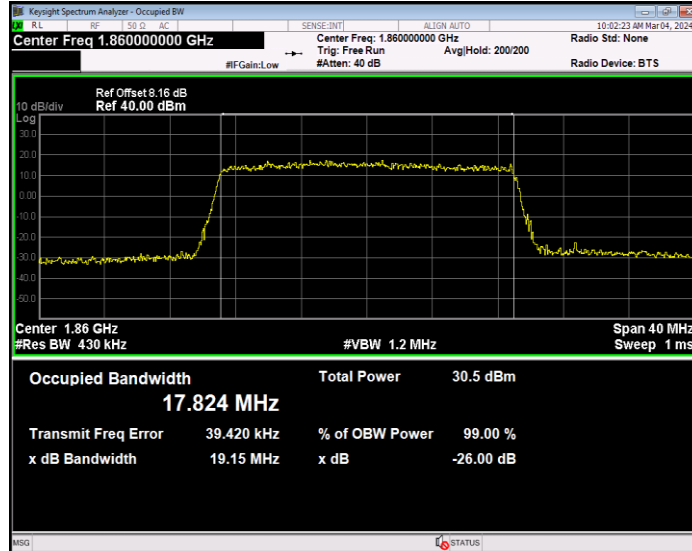 Keysight Spectrum Analyzer - Occupied BW
RL RF 50 Ω AC SENSE:INT ALIGN AUTO 10:02:23 AM Mar 04, 2024
Center Freq 1.860000000 GHz Center Freq: 1.860000000 GHz Radio Std: None
Trig: Free Run Avg|Hold: 200/200
#IFGain:Low #Atten: 40 dB Radio Device: BTS
Ref Offset 8.16 dB
10 dB/div Ref 40.00 dBm
Log
30.0
20.0
10.0
0.00
-10.0
-20.0
-30.0
-40.0
-50.0
Center 1.86 GHz Span 40 MHz
#Res BW 430 kHz #VBW 1.2 MHz Sweep 1 ms
Occupied Bandwidth Total Power 30.5 dBm
17.824 MHz
Transmit Freq Error 39.420 kHz % of OBW Power 99.00 %
x dB Bandwidth 19.15 MHz x dB -26.00 dB
MSG STATUS